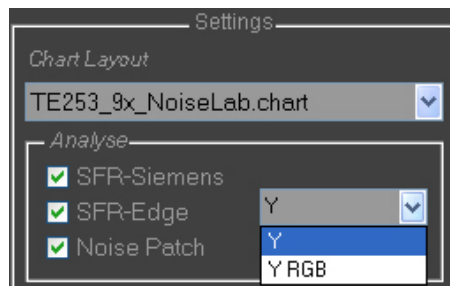 Settings
Chart Layout
TE253_9x_NoiseLab.chart
Analyse
SFR-Siemens
SFR-Edge
Y
Noise Patch
Y
Y RGB